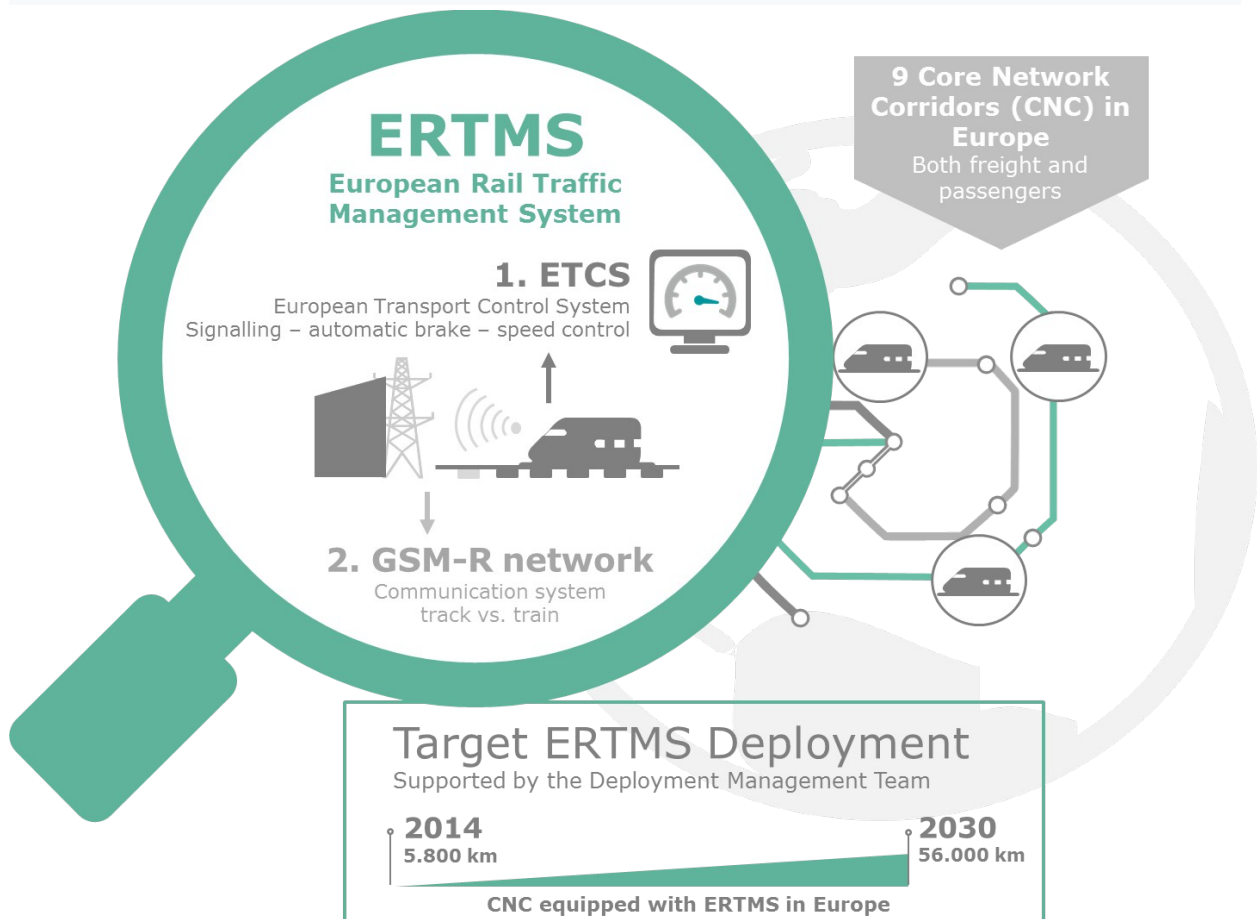 ERTMS
European Rail Traffic
Management System
1. ETCS
European Transport Control System
Signalling – automatic brake – speed control
2. GSM-R network
Communication system
track vs. train
9 Core Network
Corridors (CNC) in
Europe
Both freight and
passengers
Target ERTMS Deployment
Supported by the Deployment Management Team
2014
5.800 km
2030
56.000 km
CNC equipped with ERTMS in Europe